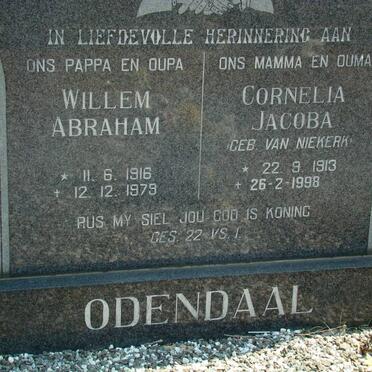 IN LIEFDEVOLLE HERINNERING AAN
ONS PAPPA EN OUPA
WILLEM
ABRAHAM
* 11. 6. 1916
+ 12. 12. 1979
ONS MAMMA EN OUMA
CORNELIA
JACOBA
(GEB. VAN NIEKERK)
* 22. 9. 1913
+ 26-2-1998
RUS MY SIEL JOU GOD IS KONING
GES. 22 VS. 1.
ODENDAAL